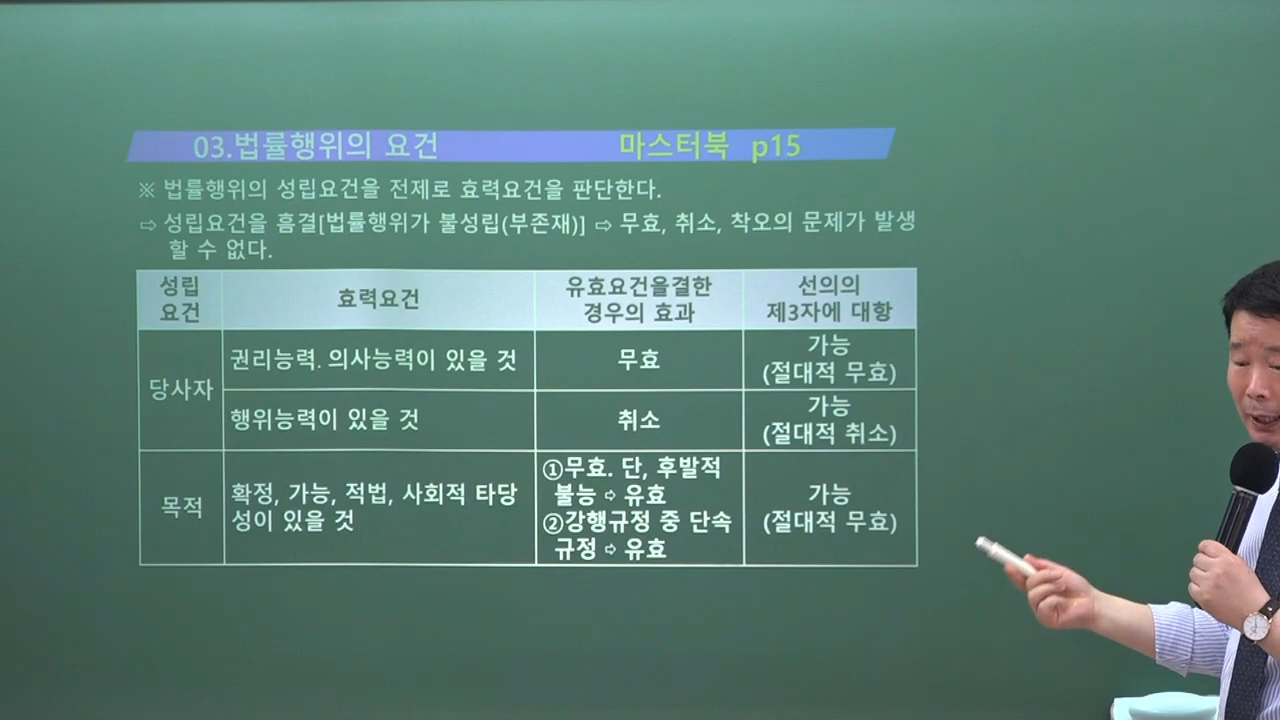 03.법률행위의 요건 마스터북 p15
※ 법률행위의 성립요건을 전제로 효력요건을 판단한다.
⇨ 성립요건을 흠결[법률행위가 불성립(부존재)] ⇨ 무효, 취소, 착오의 문제가 발생
할 수 없다.
성립
요건
효력요건
유효요건을결한
경우의 효과
선의의
제3자에 대항
당사자
권리능력. 의사능력이 있을 것
무효
가능
(절대적 무효)
행위능력이 있을 것
취소
가능
(절대적 취소)
목적
확정, 가능, 적법, 사회적 타당
성이 있을 것
①무효. 단, 후발적
불능 ⇨ 유효
②강행규정 중 단속
규정 ⇨ 유효
가능
(절대적 무효)